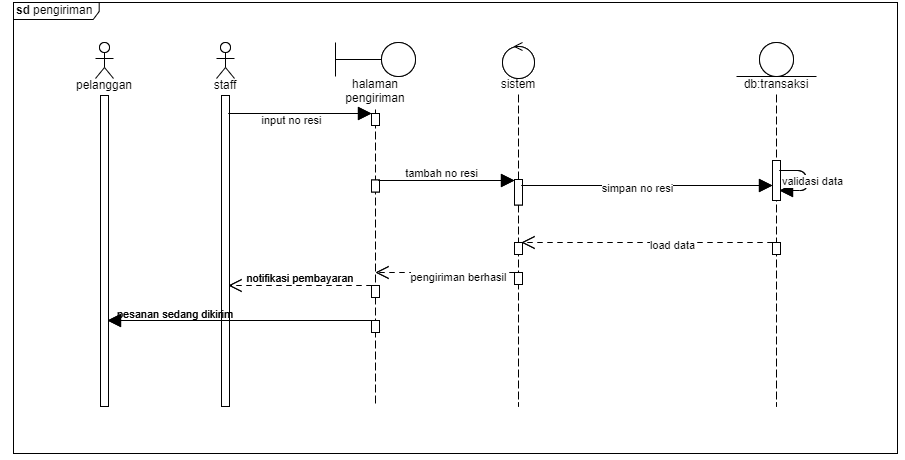 sd pengiriman
pelanggan
staff
halaman
pengiriman
sistem
db:transaksi
input no resi
tambah no resi
simpan no resi
validasi data
load data
pengiriman berhasil
notifikasi pembayaran
pesanan sedang dikirim